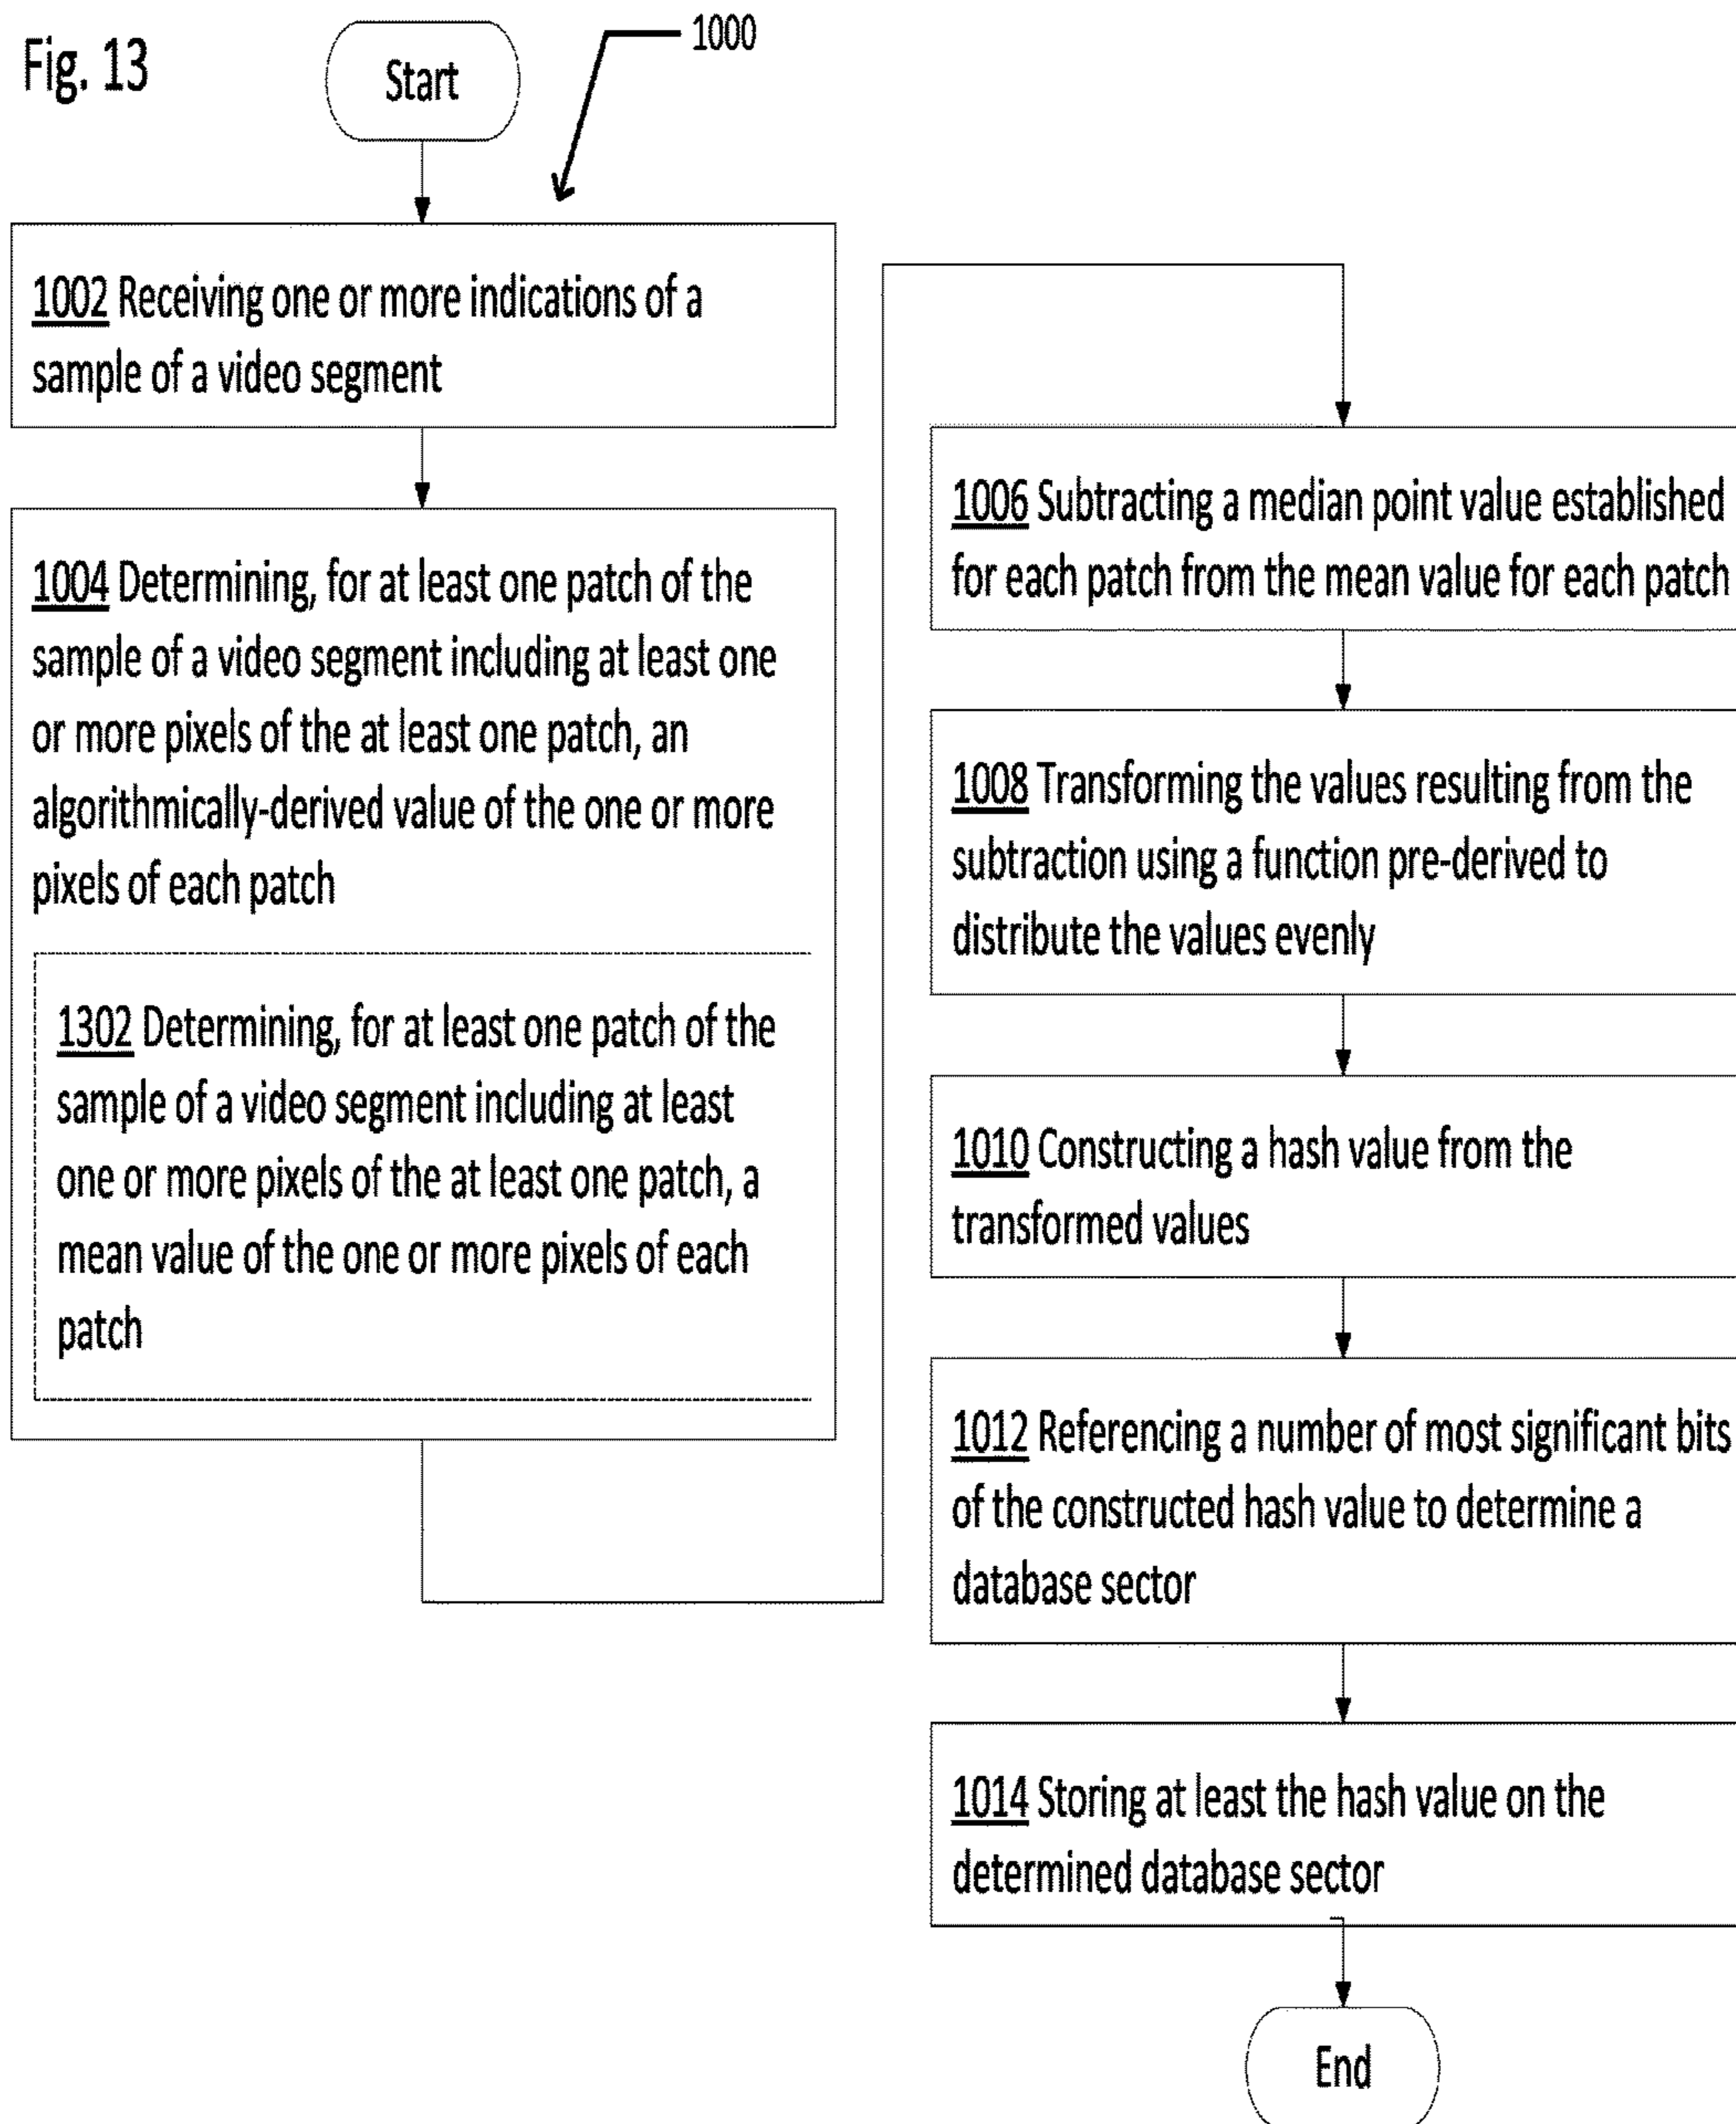 Fig. 13
Start
1000
1002 Receiving one or more indications of a
sample of a video segment
1004 Determining, for at least one patch of the
sample of a video segment including at least one
or more pixels of the at least one patch, an
algorithmically-derived value of the one or more
pixels of each patch
1302 Determining, for at least one patch of the
sample of a video segment including at least
one or more pixels of the at least one patch, a
mean value of the one or more pixels of each
patch
1006 Subtracting a median point value established
for each patch from the mean value for each patch
1008 Transforming the values resulting from the
subtraction using a function pre-derived to
distribute the values evenly
1010 Constructing a hash value from the
transformed values
1012 Referencing a number of most significant bits
of the constructed hash value to determine a
database sector
1014 Storing at least the hash value on the
determined database sector
End